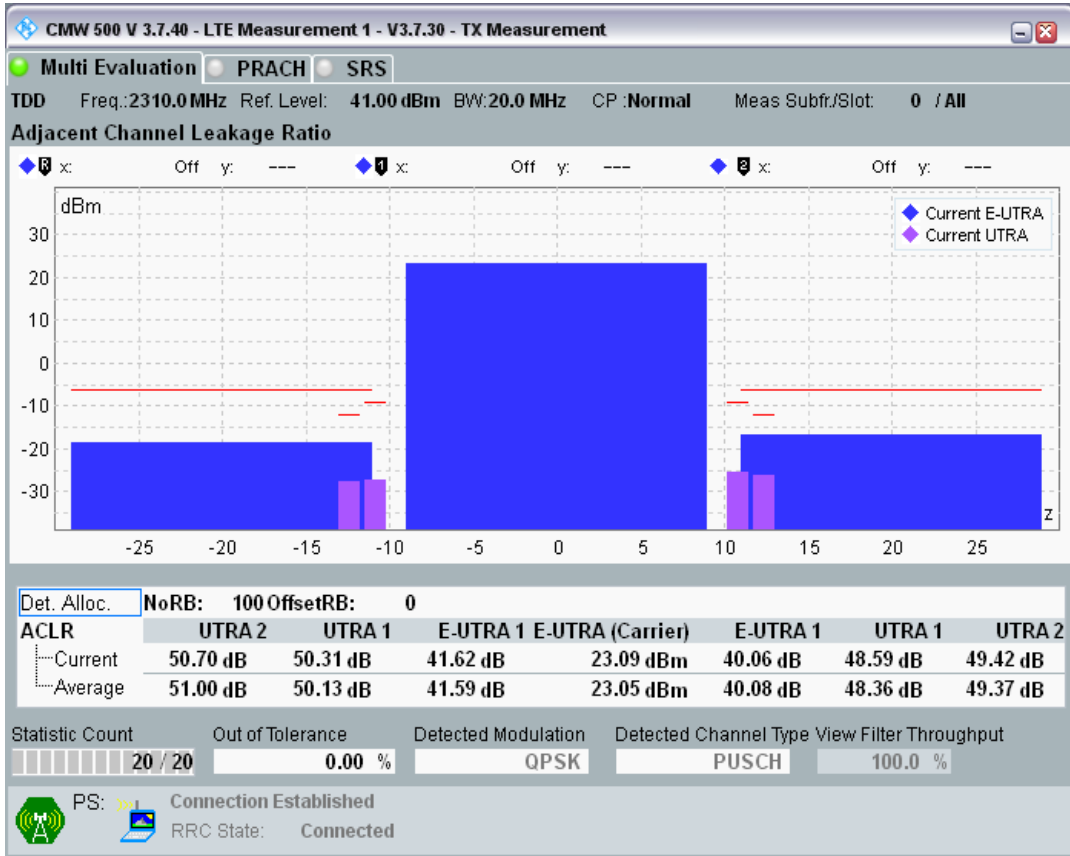 CMW 500 V 3.7.40 - LTE Measurement 1 - V3.7.30 - TX Measurement
Multi Evaluation PRACH SRS
TDD Freq.:2310.0 MHz Ref. Level: 41.00 dBm BW:20.0 MHz CP :Normal Meas Subfr./Slot: 0 / All
Adjacent Channel Leakage Ratio
R x: Off y: --- 1 x: Off y: --- 2 x: Off y: ---
dBm
Current E-UTRA
Current UTRA
30
20
10
0
-10
-20
-30
z
-25 -20 -15 -10 -5 0 5 10 15 20 25
Det. Alloc. NoRB: 100 OffsetRB: 0
ACLR UTRA 2 UTRA 1 E-UTRA 1 E-UTRA (Carrier) E-UTRA 1 UTRA 1 UTRA 2
Current 50.70 dB 50.31 dB 41.62 dB 23.09 dBm 40.06 dB 48.59 dB 49.42 dB
Average 51.00 dB 50.13 dB 41.59 dB 23.05 dBm 40.08 dB 48.36 dB 49.37 dB
Statistic Count Out of Tolerance Detected Modulation Detected Channel Type View Filter Throughput
20 / 20 0.00 % QPSK PUSCH 100.0 %
PS: Connection Established
RRC State: Connected